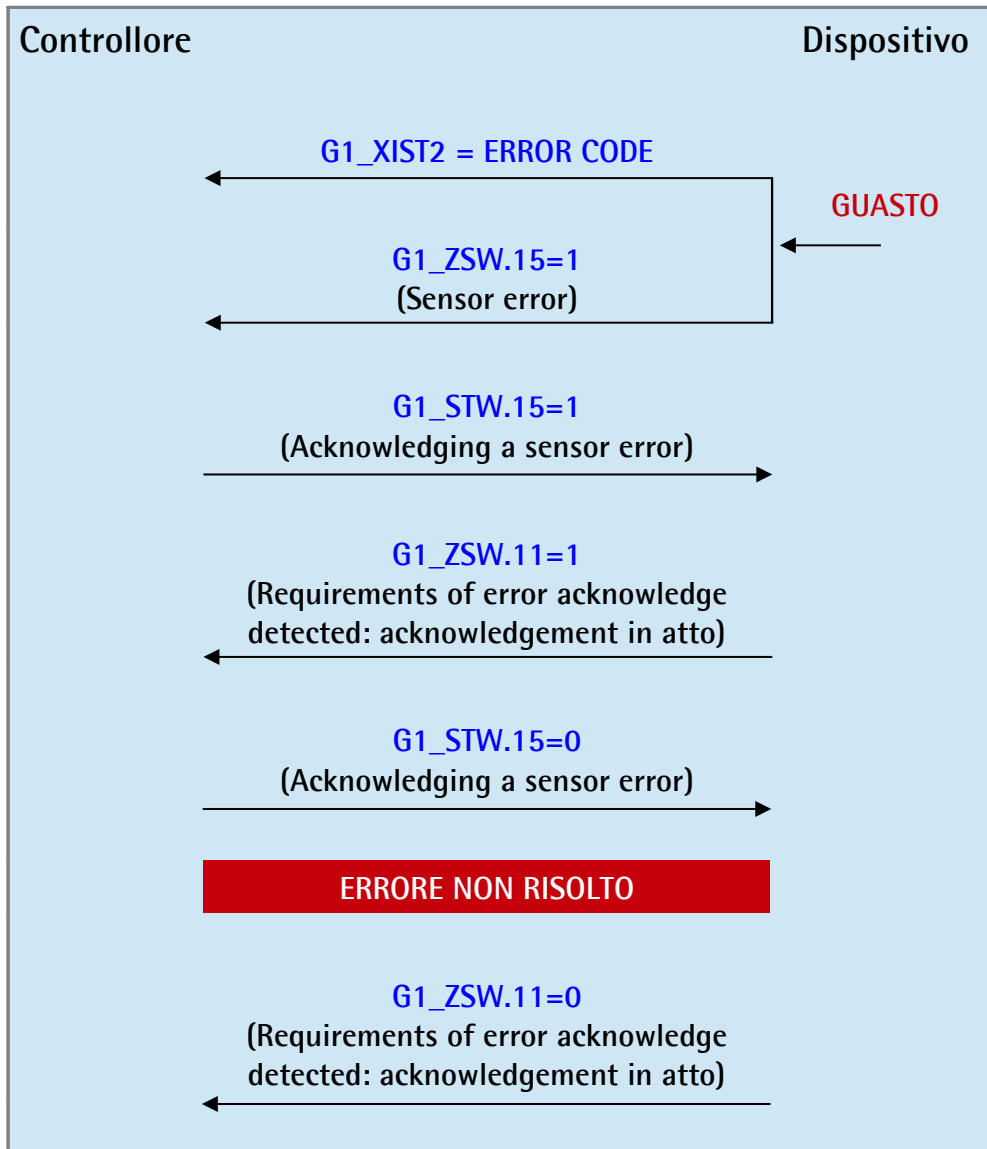 Controllore
Dispositivo
G1_XIST2 = ERROR CODE
GUASTO
G1_ZSW.15=1
(Sensor error)
G1_STW.15=1
(Acknowledging a sensor error)
G1_ZSW.11=1
(Requirements of error acknowledge
detected: acknowledgement in atto)
G1_STW.15=0
(Acknowledging a sensor error)
ERRORE NON RISOLTO
G1_ZSW.11=0
(Requirements of error acknowledge
detected: acknowledgement in atto)